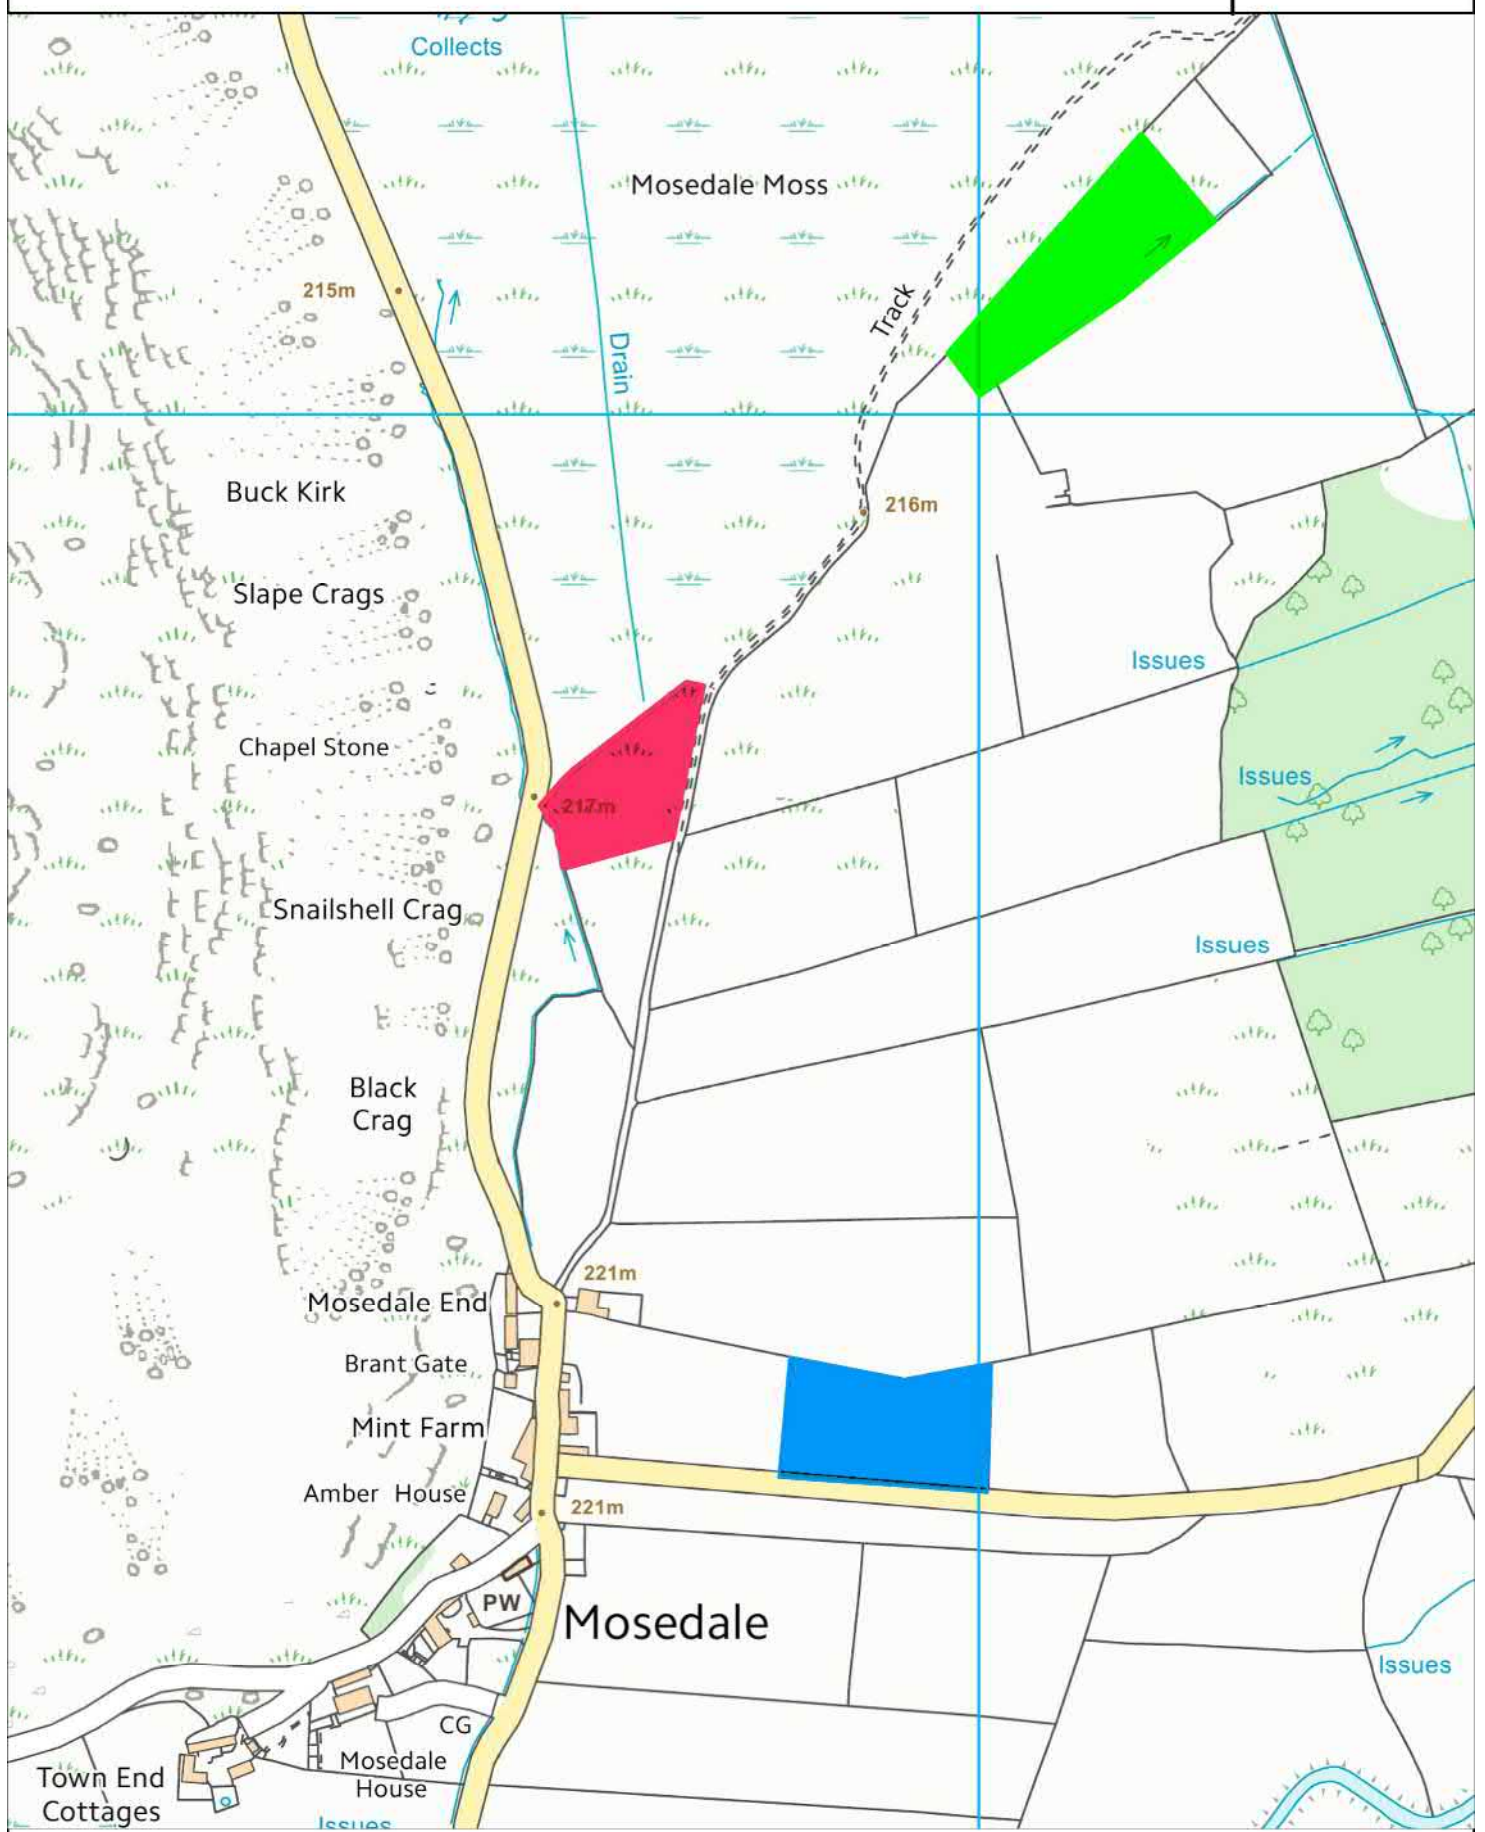 Collects
Mosedale Moss
215m
Track
Drain
Buck Kirk
216m
Slape Crags
Issues
Chapel Stone
Issues
217m
Snailshell Crag
Issues
Black
Crag
221m
Mosedale End
Brant Gate
Mint Farm
Amber House
221m
PW
Mosedale
Issues
CG
Mosedale
House
Town End
Cottages
Issues